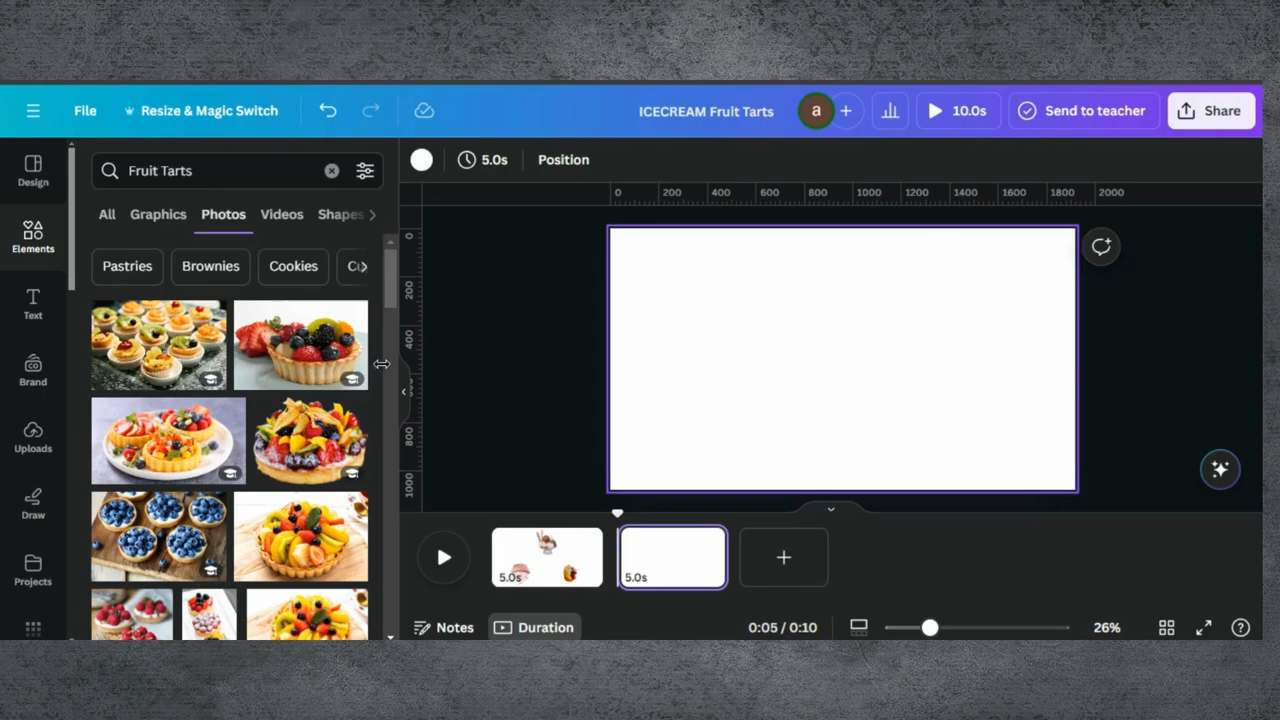 File
Resize & Magic Switch
ICECREAM Fruit Tarts
a
10.0s
Send to teacher
Share
Design
Elements
Text
Brand
Uploads
Draw
Projects
Fruit Tarts
All Graphics Photos Videos Shapes
Pastries Brownies Cookies
5.0s Position
0 200 400 600 800 1000 1200 1400 1600 1800 2000
0
200
400
800
1000
5.0s
5.0s
Notes Duration 0:05 / 0:10 26%